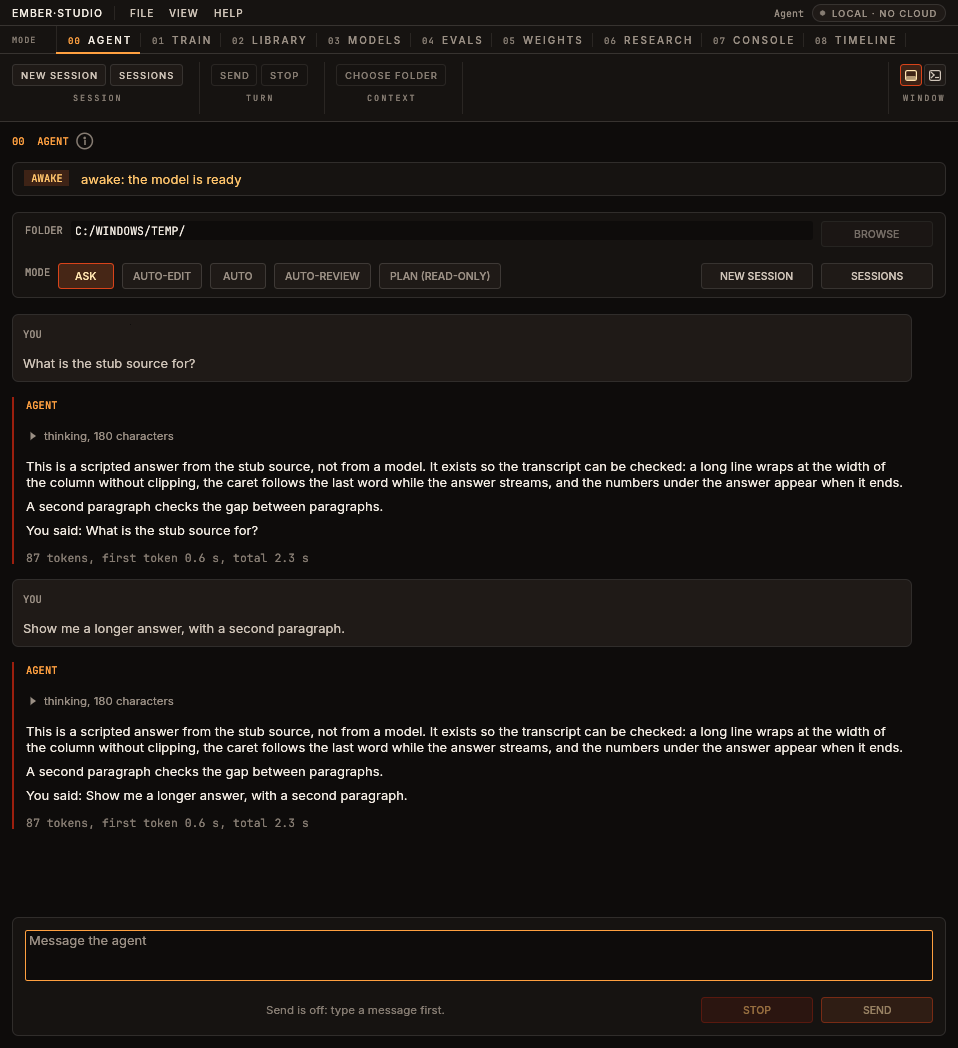 EMBER·STUDIO FILE VIEW HELP Agent LOCAL · NO CLOUD
MODE 00 AGENT 01 TRAIN 02 LIBRARY 03 MODELS 04 EVALS 05 WEIGHTS 06 RESEARCH 07 CONSOLE 08 TIMELINE
NEW SESSION SESSIONS SEND STOP CHOOSE FOLDER
SESSION TURN CONTEXT WINDOW
00 AGENT
AWAKE awake: the model is ready
FOLDER C:/WINDOWS/TEMP/ BROWSE
MODE ASK AUTO-EDIT AUTO AUTO-REVIEW PLAN (READ-ONLY) NEW SESSION SESSIONS
YOU
What is the stub source for?
AGENT
thinking, 180 characters
This is a scripted answer from the stub source, not from a model. It exists so the transcript can be checked: a long line wraps at the width of
the column without clipping, the caret follows the last word while the answer streams, and the numbers under the answer appear when it ends.
A second paragraph checks the gap between paragraphs.
You said: What is the stub source for?
87 tokens, first token 0.6 s, total 2.3 s
YOU
Show me a longer answer, with a second paragraph.
AGENT
thinking, 180 characters
This is a scripted answer from the stub source, not from a model. It exists so the transcript can be checked: a long line wraps at the width of
the column without clipping, the caret follows the last word while the answer streams, and the numbers under the answer appear when it ends.
A second paragraph checks the gap between paragraphs.
You said: Show me a longer answer, with a second paragraph.
87 tokens, first token 0.6 s, total 2.3 s
Message the agent
Send is off: type a message first. STOP SEND